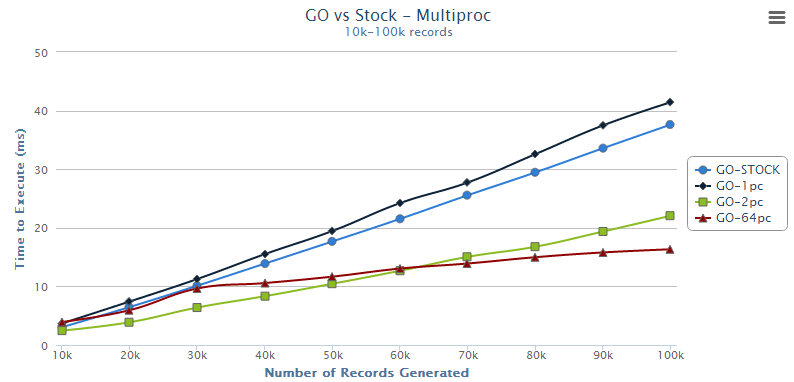 GO vs Stock - Multiproc
10k-100k records
Time to Execute (ms)
50
40
30
20
10
0
10k 20k 30k 40k 50k 60k 70k 80k 90k 100k
Number of Records Generated
GO-STOCK
GO-1pc
GO-2pc
GO-64pc